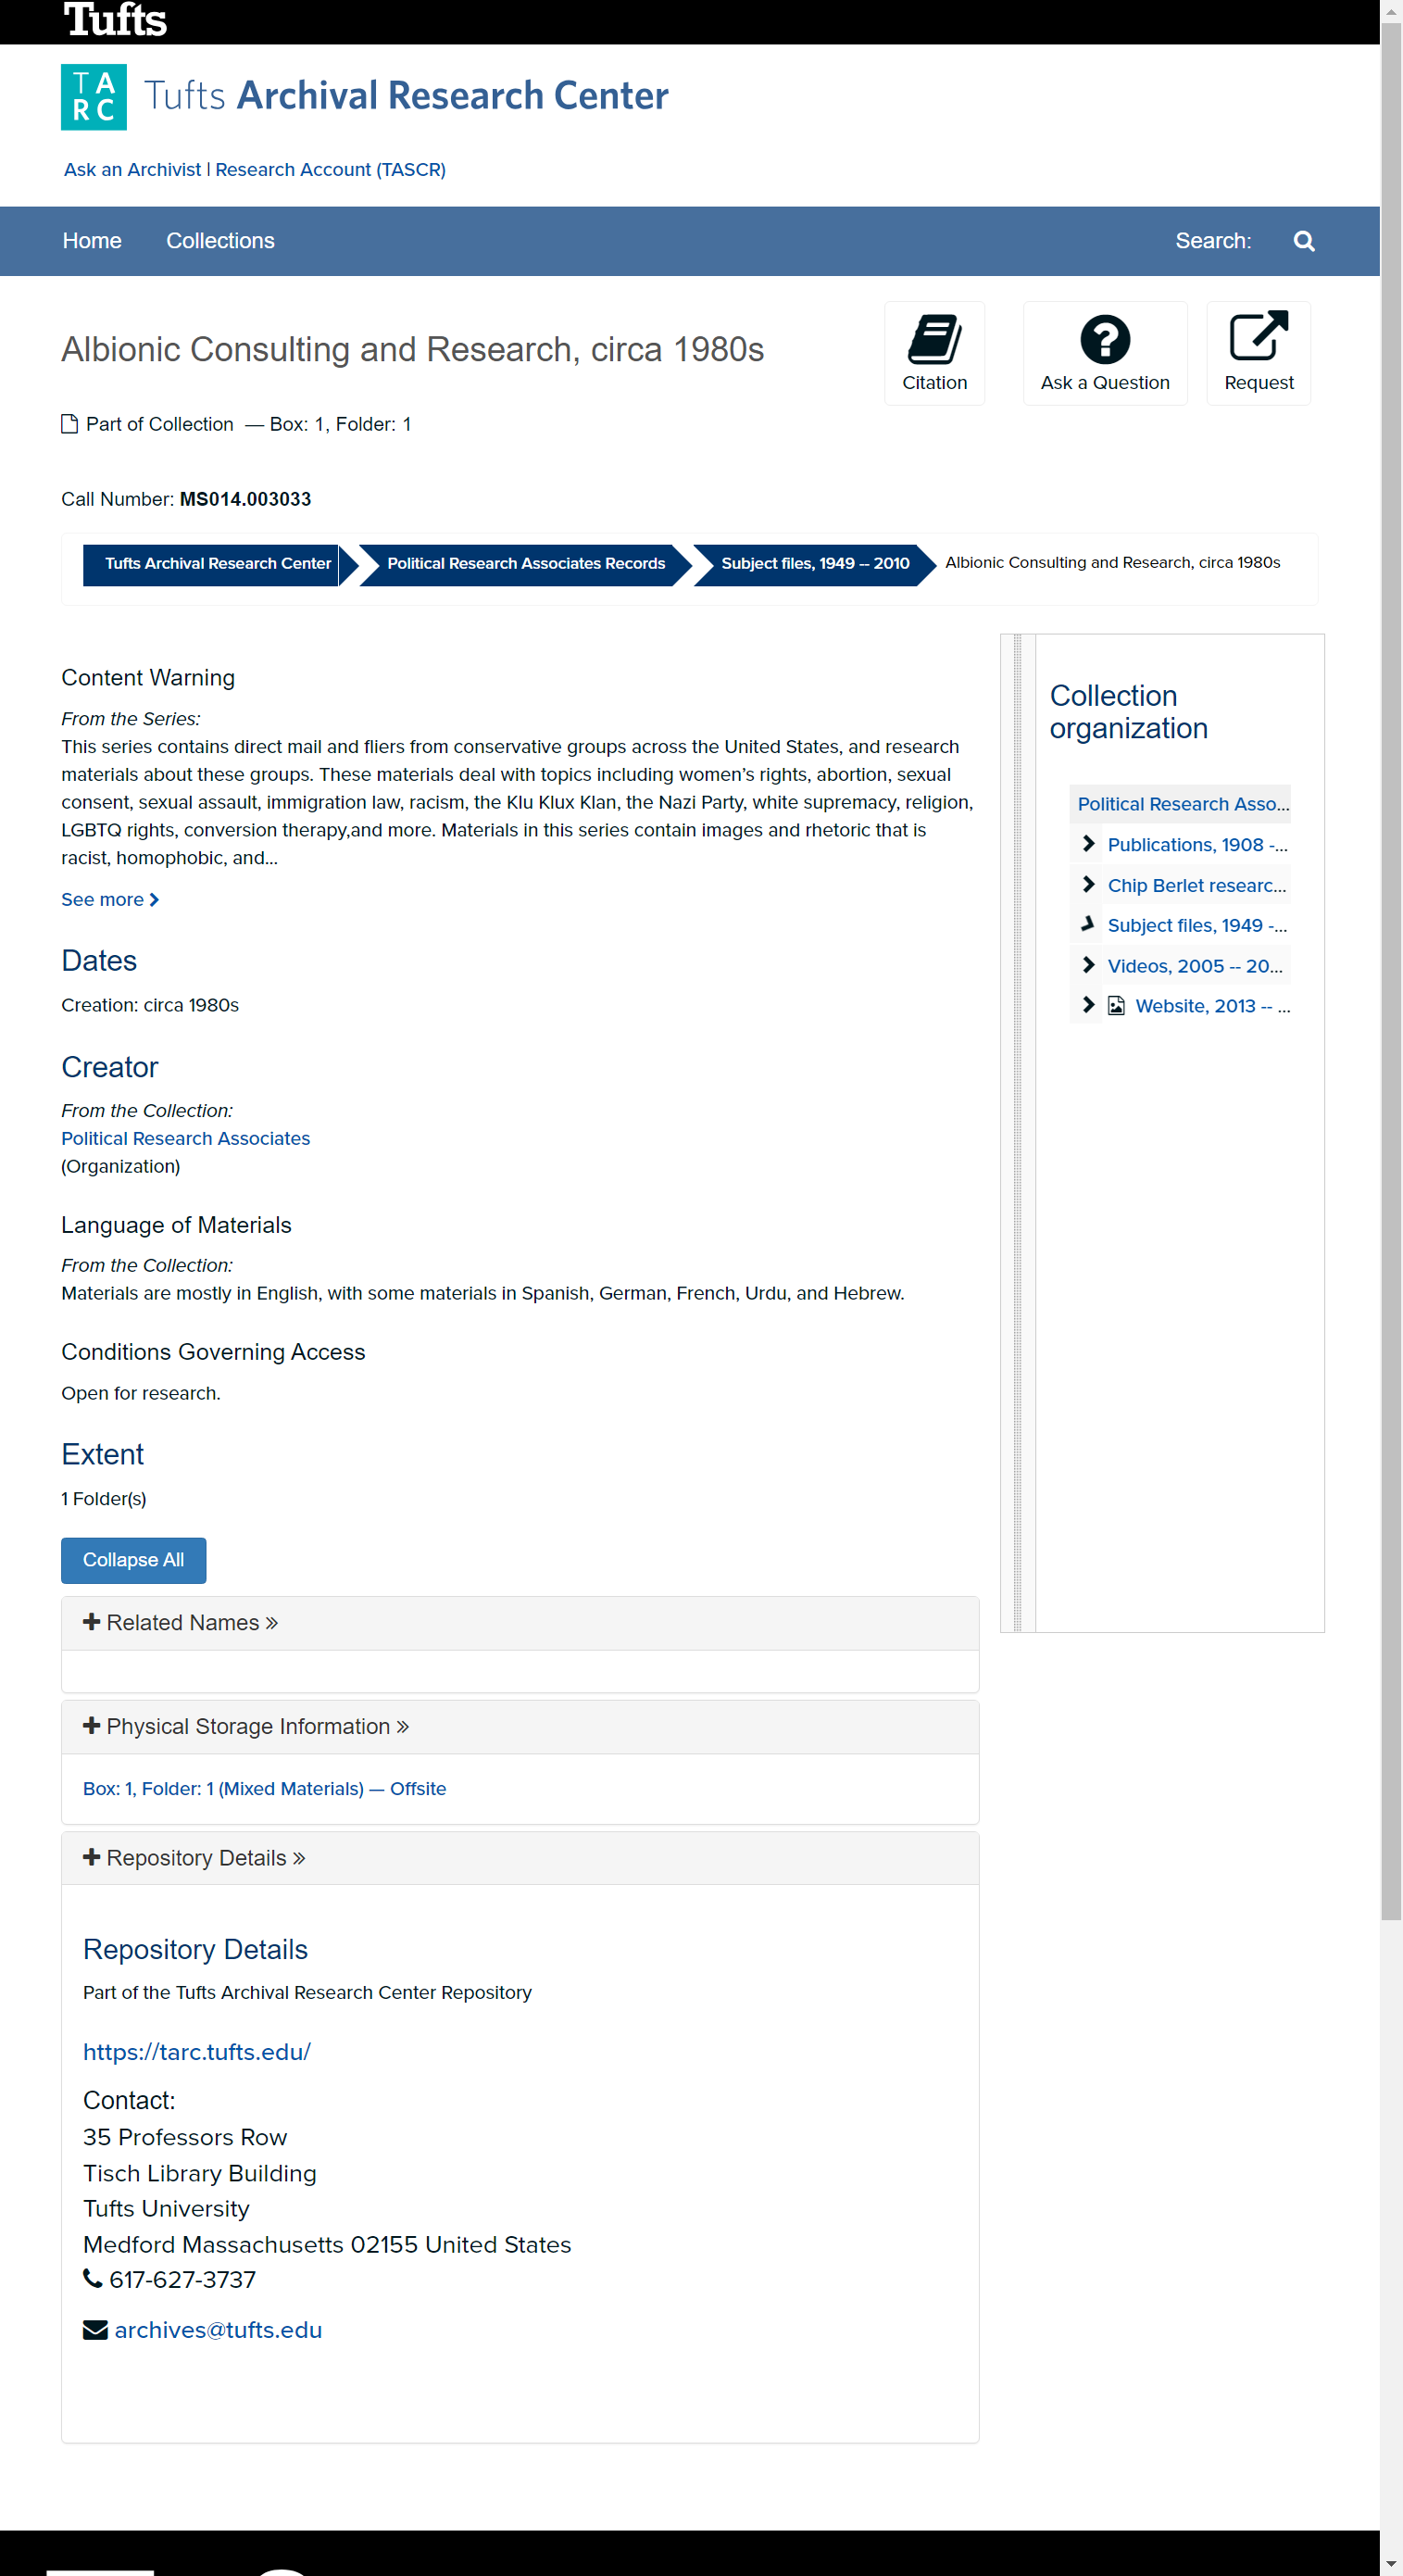 Tufts
TA
RC
Tufts Archival Research Center
Ask an Archivist | Research Account (TASCR)
Home Collections Search:
Albionic Consulting and Research, circa 1980s
Citation
Ask a Question
Request
Part of Collection — Box: 1, Folder: 1
Call Number: MS014.003033
Tufts Archival Research Center
Political Research Associates Records
Subject files, 1949 -- 2010
Albionic Consulting and Research, circa 1980s
Content Warning
From the Series:
This series contains direct mail and fliers from conservative groups across the United States, and research
materials about these groups. These materials deal with topics including women’s rights, abortion, sexual
consent, sexual assault, immigration law, racism, the Klu Klux Klan, the Nazi Party, white supremacy, religion,
LGBTQ rights, conversion therapy,and more. Materials in this series contain images and rhetoric that is
racist, homophobic, and...
See more
Dates
Creation: circa 1980s
Creator
From the Collection:
Political Research Associates
(Organization)
Language of Materials
From the Collection:
Materials are mostly in English, with some materials in Spanish, German, French, Urdu, and Hebrew.
Conditions Governing Access
Open for research.
Extent
1 Folder(s)
Collapse All
Related Names »
Physical Storage Information »
Box: 1, Folder: 1 (Mixed Materials) — Offsite
Repository Details »
Repository Details
Part of the Tufts Archival Research Center Repository
https://tarc.tufts.edu/
Contact:
35 Professors Row
Tisch Library Building
Tufts University
Medford Massachusetts 02155 United States
617-627-3737
archives@tufts.edu
Collection
organization
Political Research Asso...
Publications, 1908 -...
Chip Berlet researc...
Subject files, 1949 -...
Videos, 2005 -- 20...
Website, 2013 -- ...